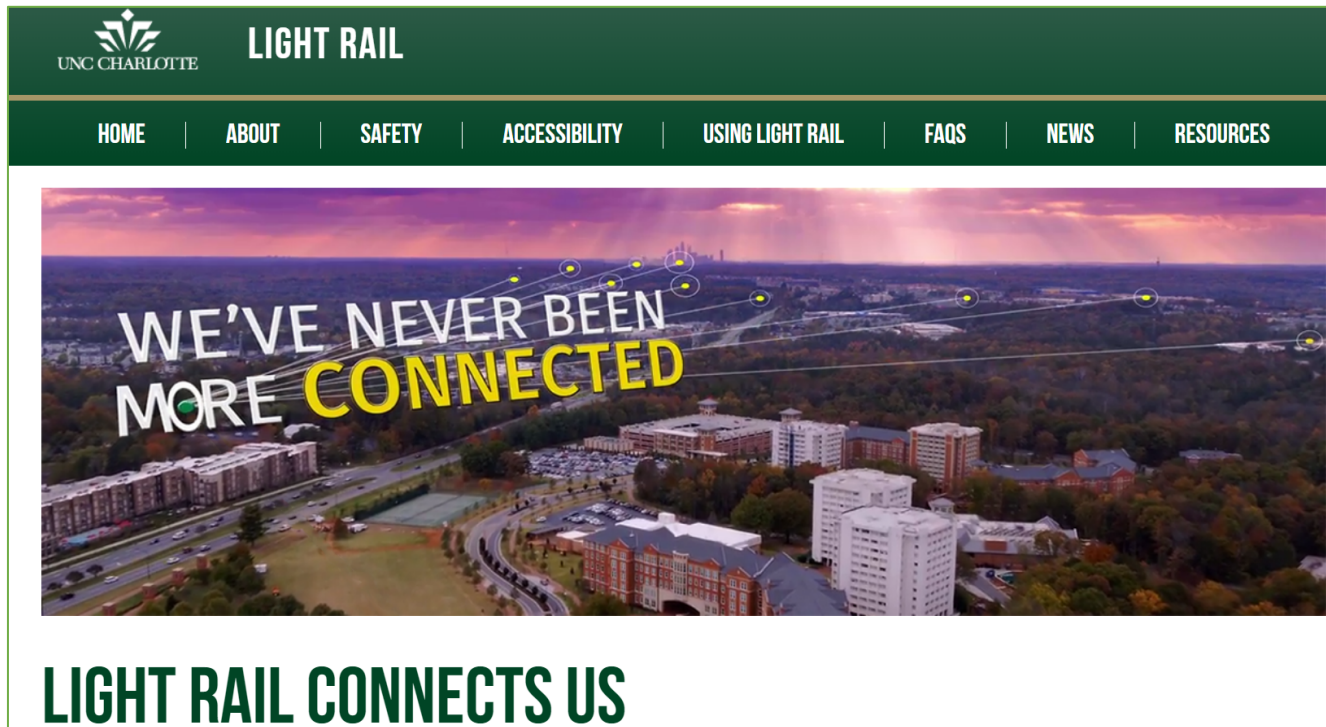 UNC CHARLOTTE
LIGHT RAIL
HOME
ABOUT
SAFETY
ACCESSIBILITY
USING LIGHT RAIL
FAQS
NEWS
RESOURCES
WE'VE NEVER BEEN
MORE CONNECTED
LIGHT RAIL CONNECTS US